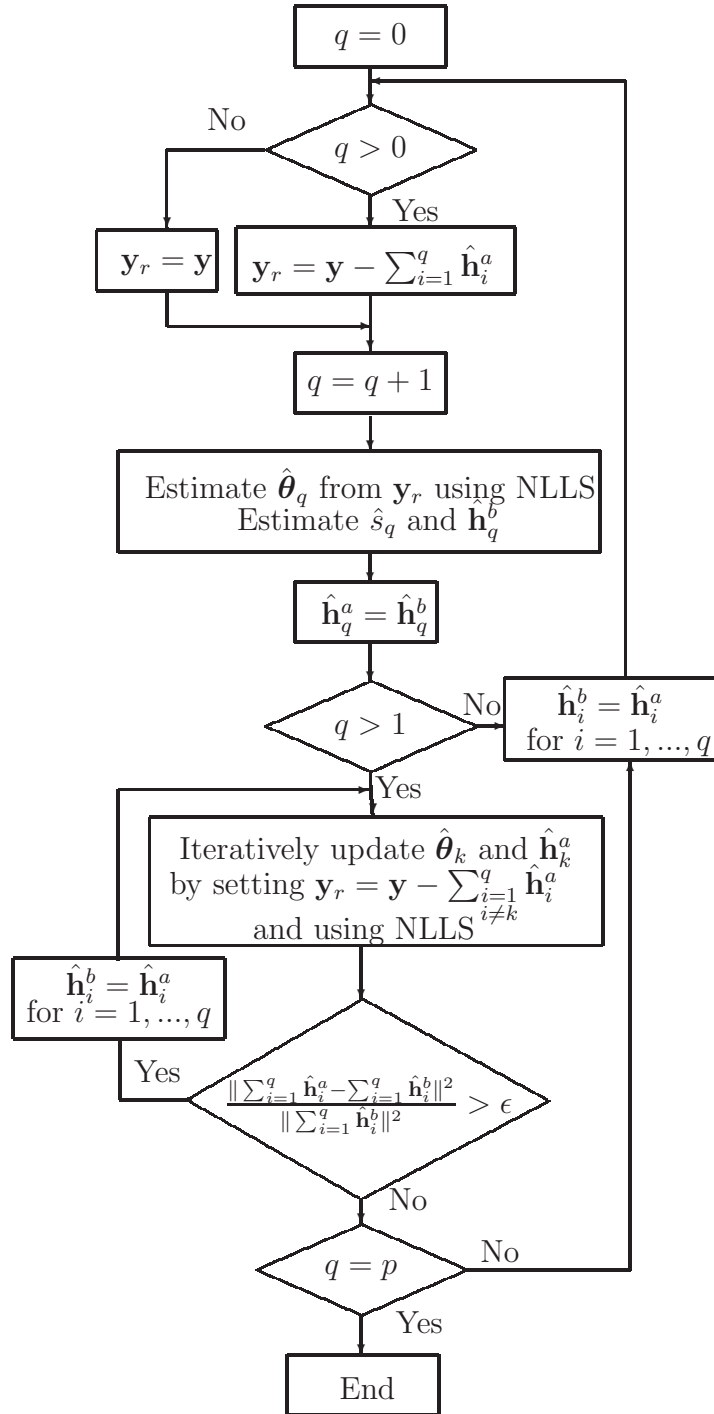 q = 0
No
q > 0
Yes
𝐲_r = 𝐲
𝐲_r = 𝐲 − ∑_{i=1}^{q} 𝐡̂_i^a
q = q + 1
Estimate 𝛉̂_q from 𝐲_r using NLLS
Estimate ŝ_q and 𝐡̂_q^b
𝐡̂_q^a = 𝐡̂_q^b
q > 1
No
𝐡̂_i^b = 𝐡̂_i^a
for i = 1, ..., q
Yes
Iteratively update 𝛉̂_k and 𝐡̂_k^a
by setting 𝐲_r = 𝐲 − ∑_{i=1, i≠k}^{q} 𝐡̂_i^a
and using NLLS
𝐡̂_i^b = 𝐡̂_i^a
for i = 1, ..., q
Yes
‖∑_{i=1}^{q} 𝐡̂_i^a − ∑_{i=1}^{q} 𝐡̂_i^b‖² / ‖∑_{i=1}^{q} 𝐡̂_i^b‖² > ϵ
No
q = p
No
Yes
End